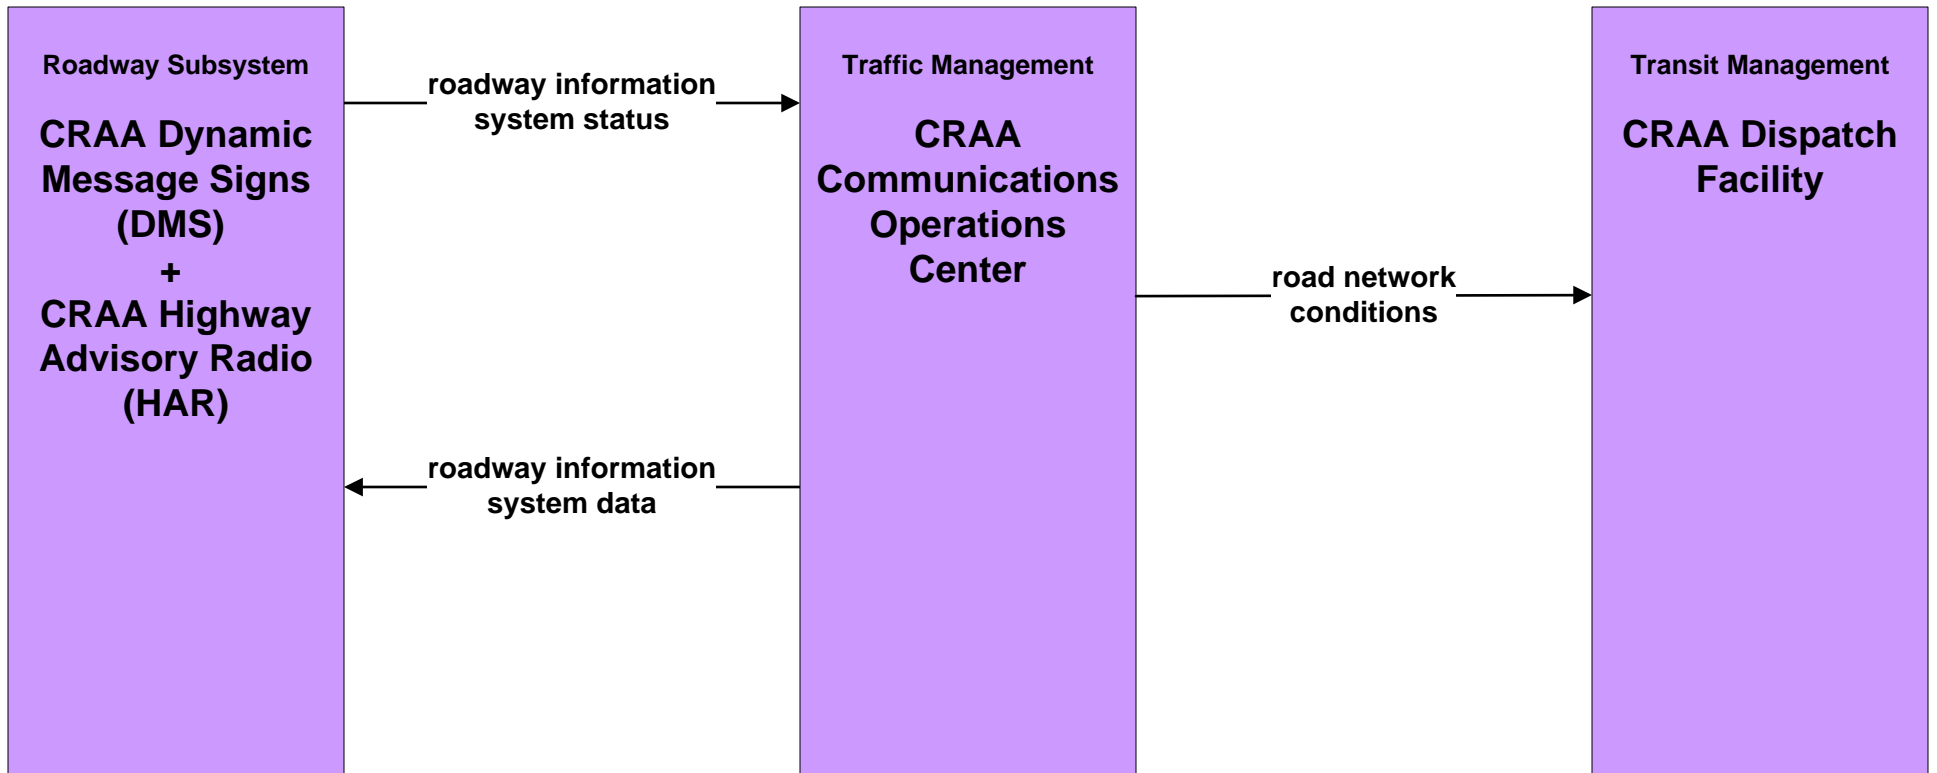 Roadway Subsystem
CRAA Dynamic
Message Signs
(DMS)
+
CRAA Highway
Advisory Radio
(HAR)
roadway information
system status
roadway information
system data
Traffic Management
CRAA
Communications
Operations
Center
road network
conditions
Transit Management
CRAA Dispatch
Facility